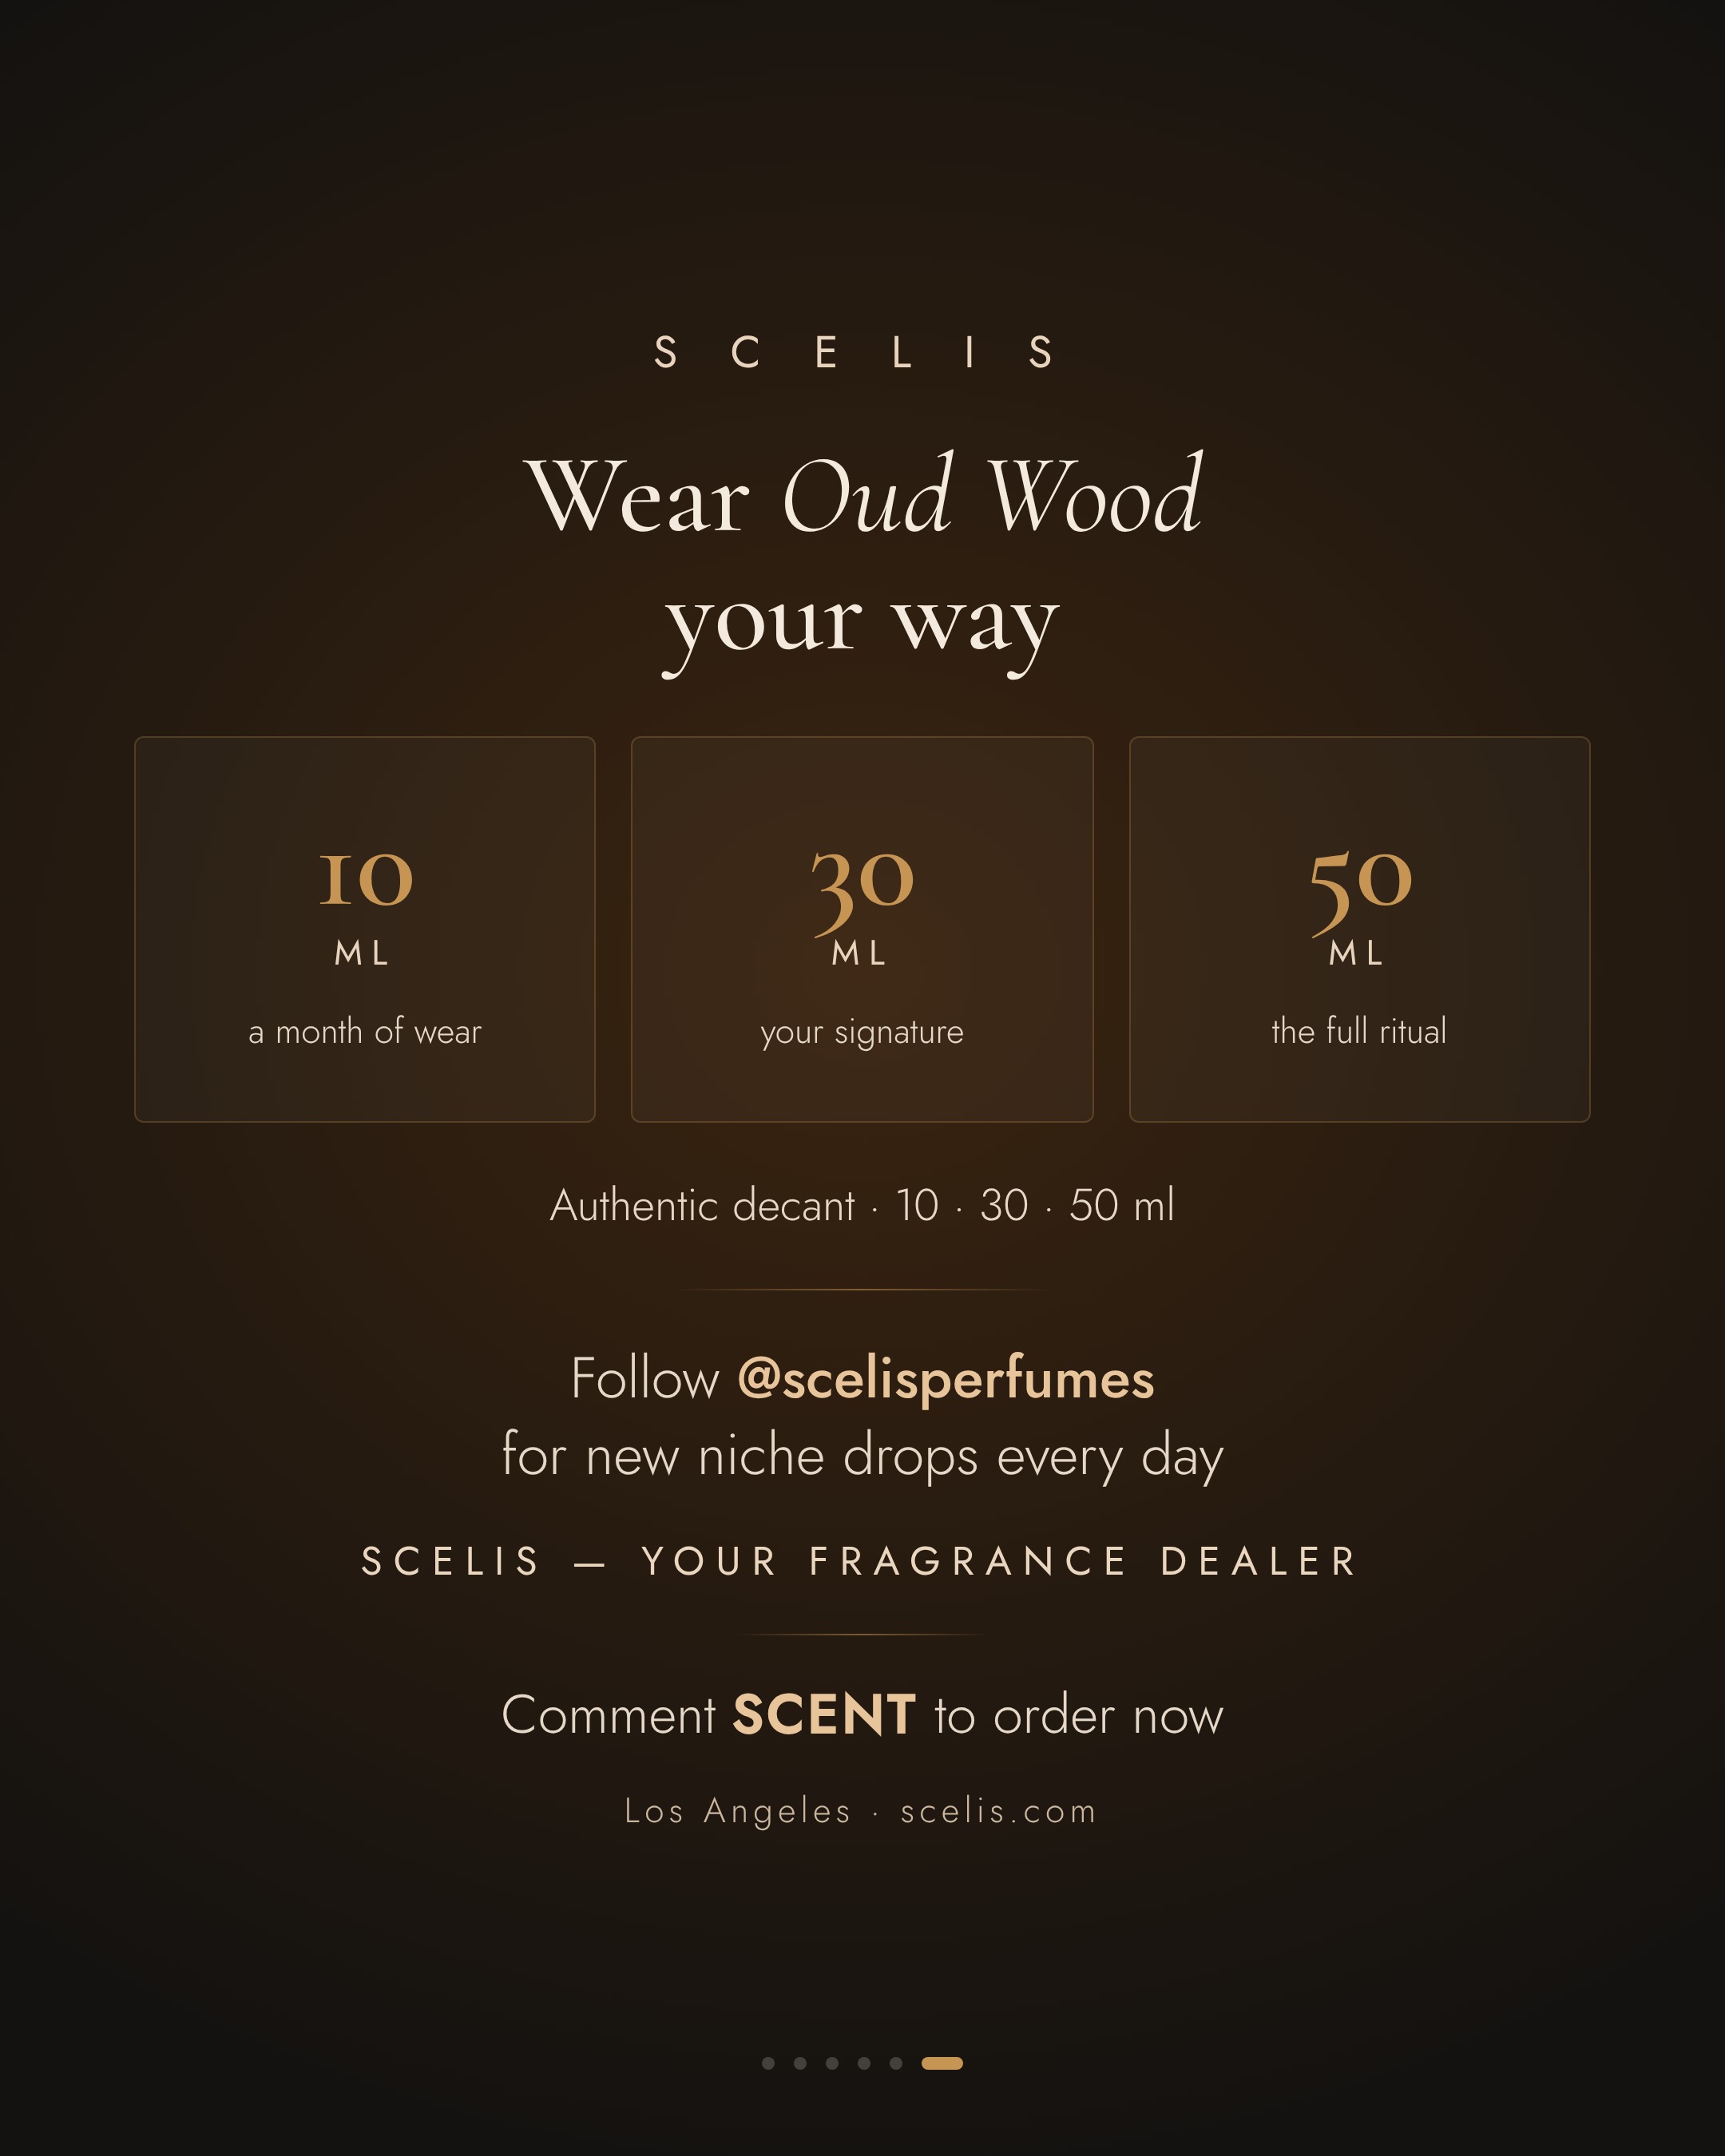 SCELIS
Wear Oud Wood
your way
10
ML
a month of wear
30
ML
your signature
50
ML
the full ritual
Authentic decant · 10 · 30 · 50 ml
Follow @scelisperfumes
for new niche drops every day
SCELIS — YOUR FRAGRANCE DEALER
Comment SCENT to order now
Los Angeles · scelis.com